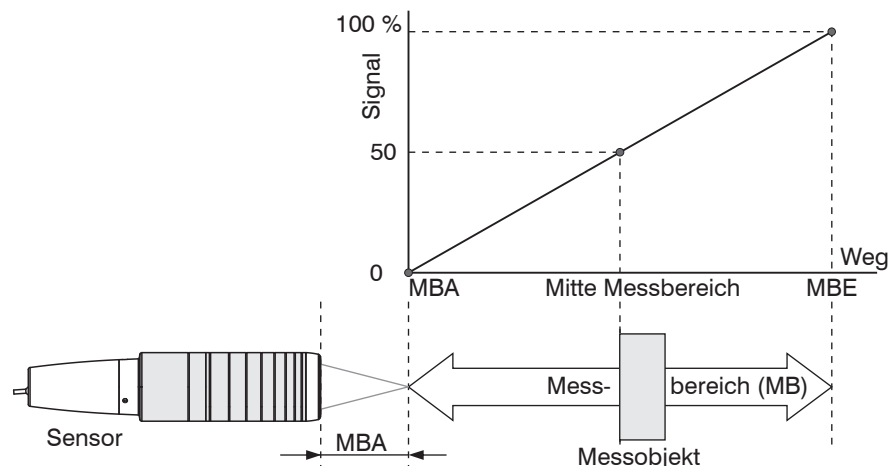 100 %
Signal
50
0
Weg
MBA
Mitte Messbereich
MBE
Mess-
bereich (MB)
Sensor
MBA
Messobjekt